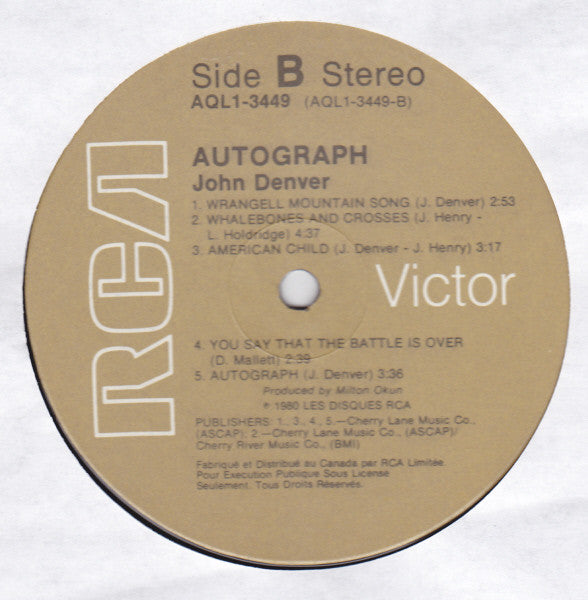 Side B Stereo
AQL1-3449 (AQL1-3449-B)
AUTOGRAPH
John Denver
1. WRANGELL MOUNTAIN SONG (J. Denver) 2:53
2. WHALEBONES AND CROSSES (J. Henry -
L. Holdridge) 4:37
3. AMERICAN CHILD (J. Denver - J. Henry) 3:17
RCA
Victor
4. YOU SAY THAT THE BATTLE IS OVER
(D. Mallett) 2:39
5. AUTOGRAPH (J. Denver) 3:36
Produced by Milton Okun
℗ 1980 LES DISQUES RCA
PUBLISHERS: 1., 3., 4., 5.—Cherry Lane Music Co.,
(ASCAP); 2.—Cherry Lane Music Co., (ASCAP)/
Cherry River Music Co., (BMI)
Fabriqué et Distribué au Canada par RCA Limitée.
Pour Execution Publique Sous License
Seulement. Tous Droits Réservés.